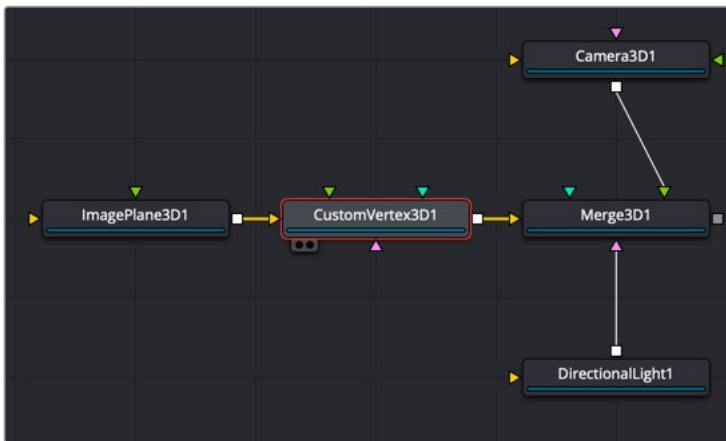 Camera3D1
ImagePlane3D1
CustomVertex3D1
Merge3D1
DirectionalLight1